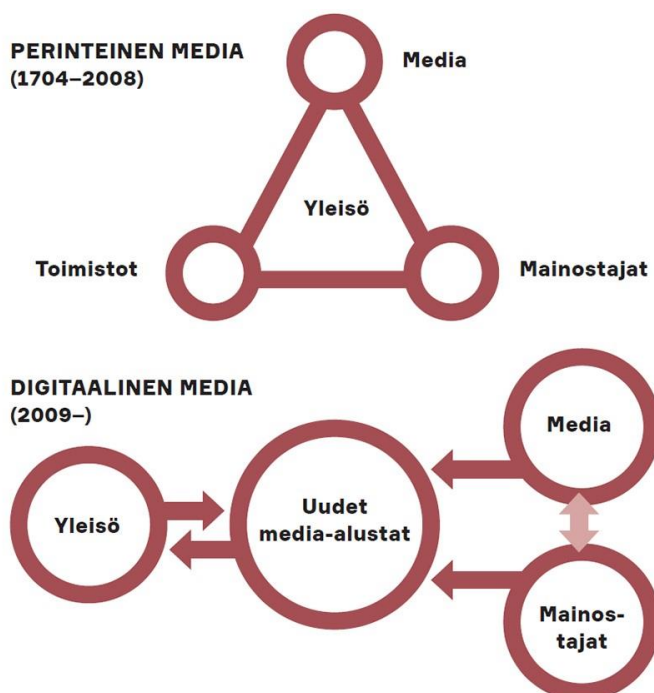 PERINTEINEN MEDIA
(1704–2008)
Media
Yleisö
Toimistot
Mainostajat
DIGITAALINEN MEDIA
(2009–)
Media
Yleisö
Uudet
media-alustat
Mainos-
tajat